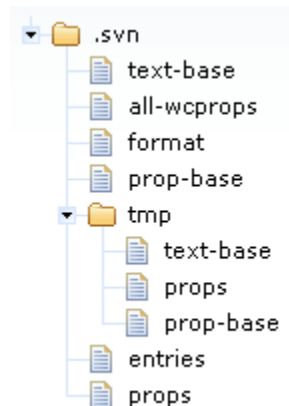 .svn
text-base
all-wcprops
format
prop-base
tmp
text-base
props
prop-base
entries
props